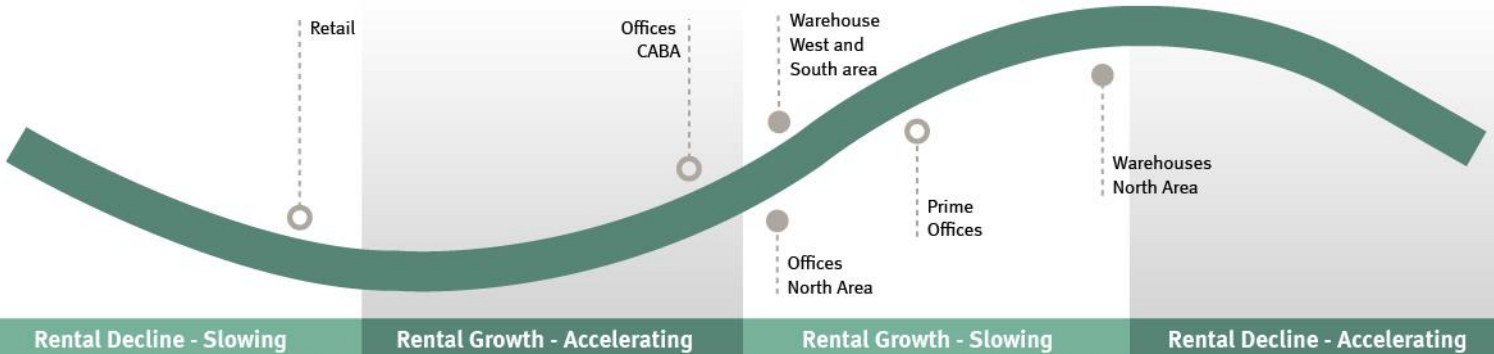 Retail
Offices
CABA
Warehouse
West and
South area
Offices
North Area
Prime
Offices
Warehouses
North Area
Rental Decline - Slowing
Rental Growth - Accelerating
Rental Growth - Slowing
Rental Decline - Accelerating